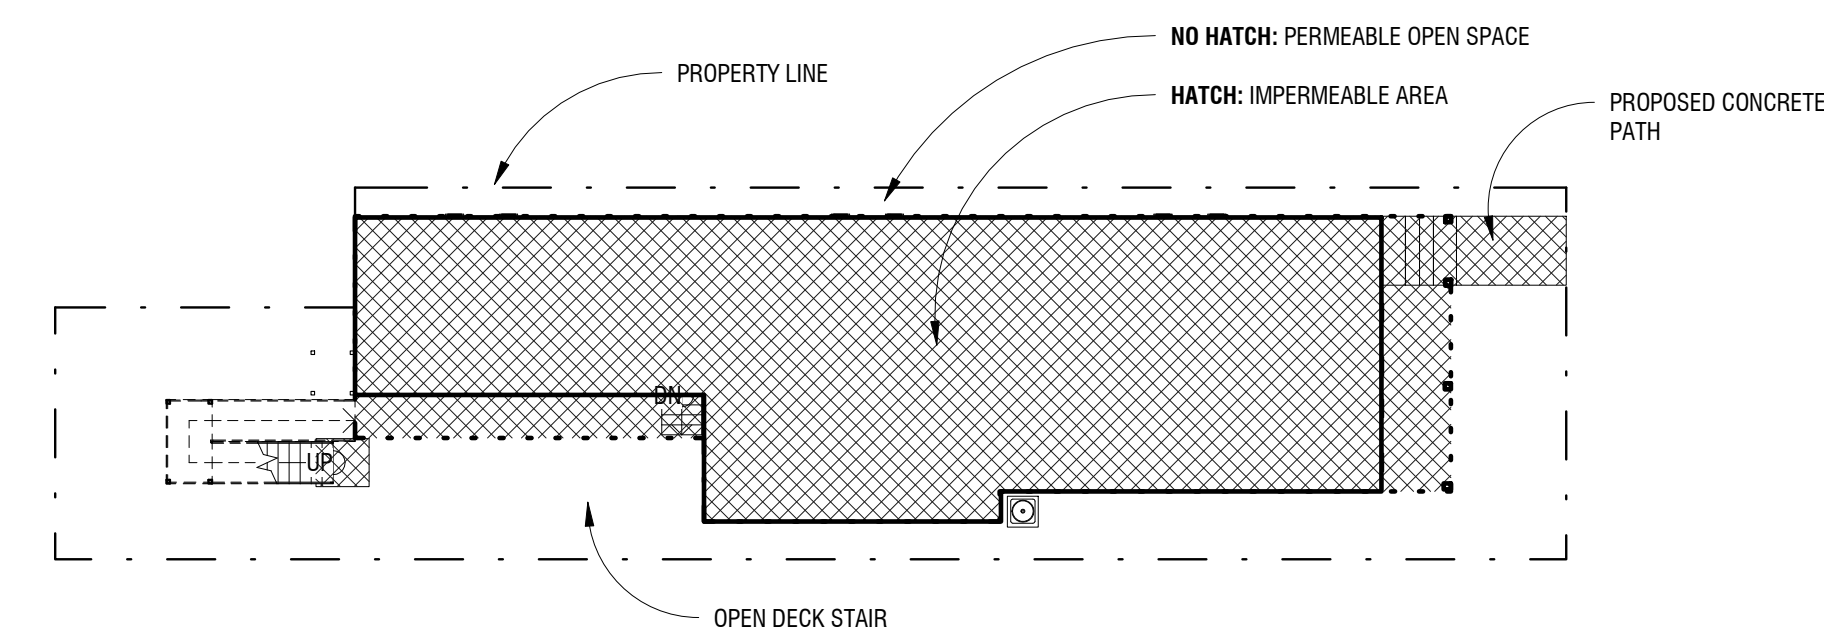 NO HATCH: PERMEABLE OPEN SPACE
PROPERTY LINE
HATCH: IMPERMEABLE AREA
PROPOSED CONCRETE
PATH
DN
UP
OPEN DECK STAIR